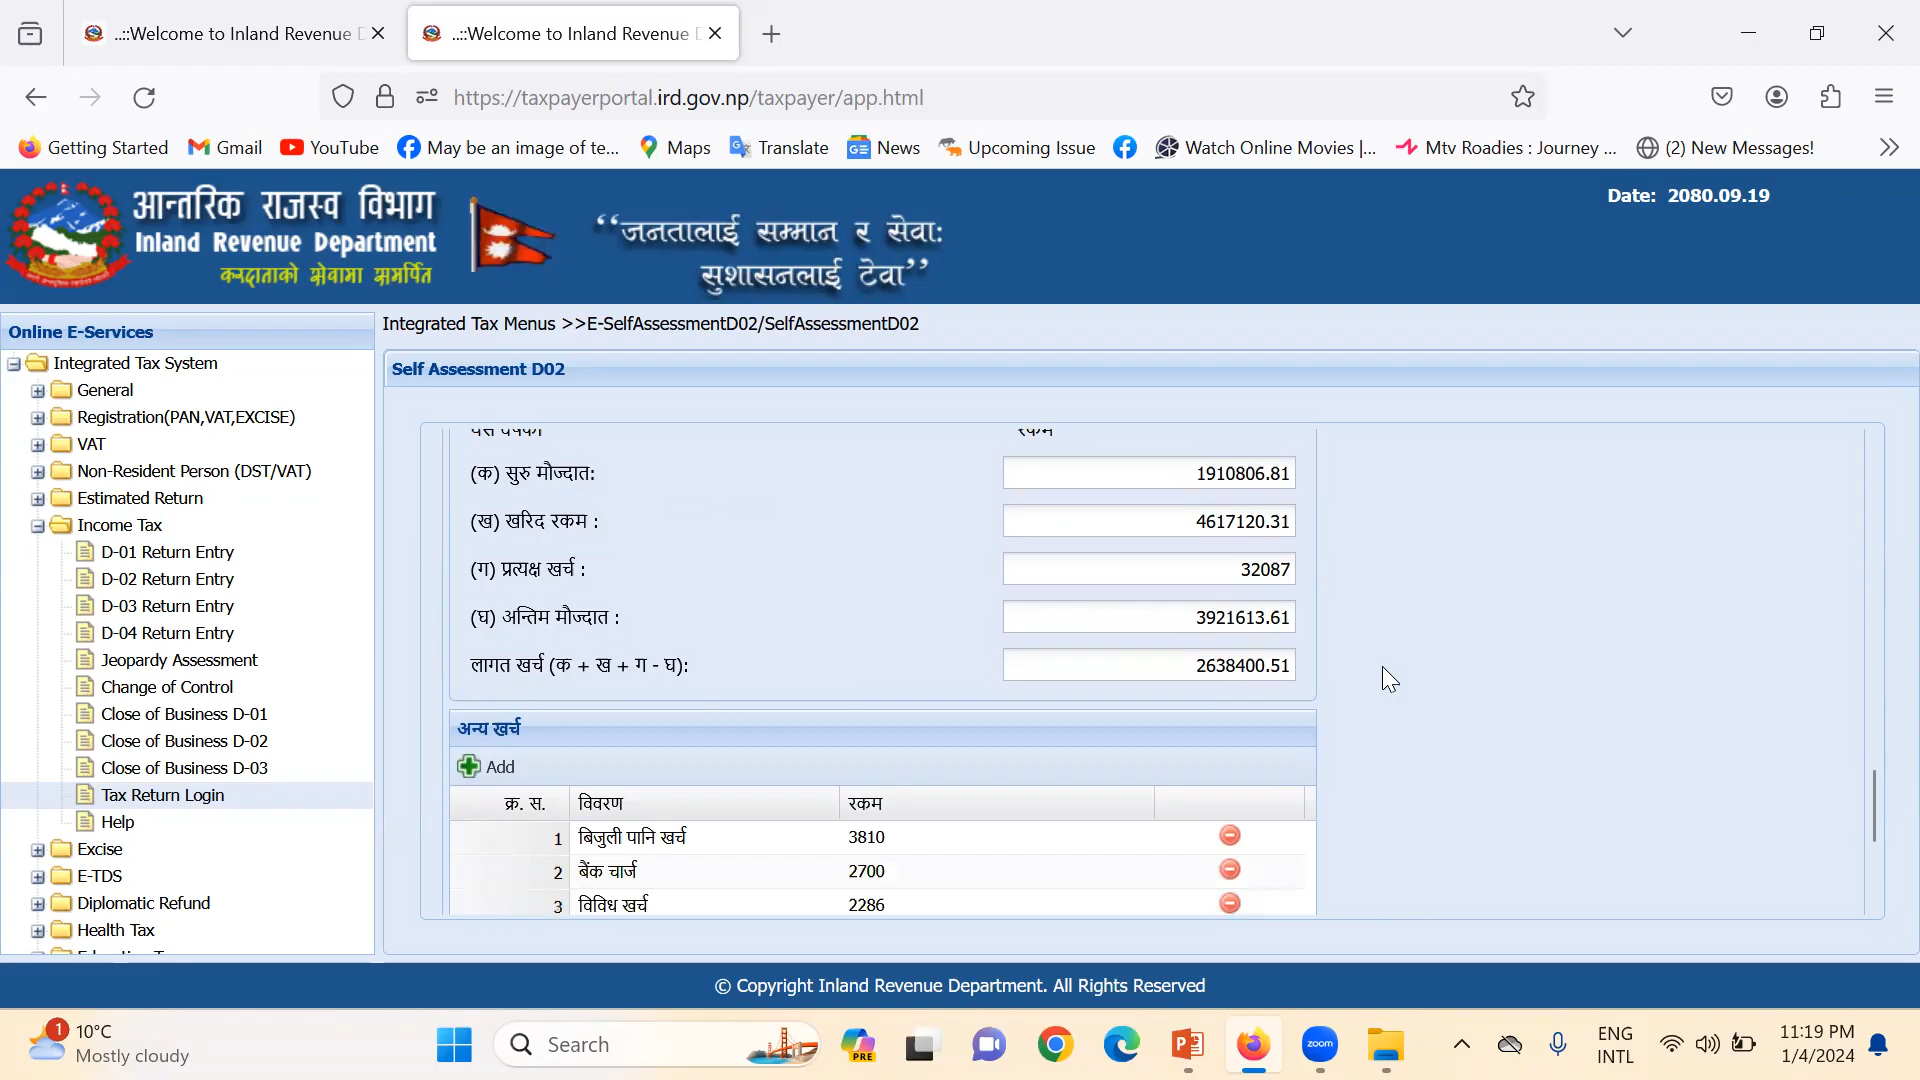 ..::Welcome to Inland Revenue D
..::Welcome to Inland Revenue D
https://taxpayerportal.ird.gov.np/taxpayer/app.html
Getting Started
Gmail
YouTube
May be an image of te...
Maps
Translate
News
Upcoming Issue
Watch Online Movies |...
Mtv Roadies : Journey ...
(2) New Messages!
आन्तरिक राजस्व विभाग
Inland Revenue Department
करदाताको सेवामा समर्पित
“जनतालाई सम्मान र सेवा:
सुशासनलाई टेवा”
Date: 2080.09.19
Online E-Services
Integrated Tax System
General
Registration(PAN,VAT,EXCISE)
VAT
Non-Resident Person (DST/VAT)
Estimated Return
Income Tax
D-01 Return Entry
D-02 Return Entry
D-03 Return Entry
D-04 Return Entry
Jeopardy Assessment
Change of Control
Close of Business D-01
Close of Business D-02
Close of Business D-03
Tax Return Login
Help
Excise
E-TDS
Diplomatic Refund
Health Tax
Integrated Tax Menus >>E-SelfAssessmentD02/SelfAssessmentD02
Self Assessment D02
रकम
(क) सुरु मौज्दात: 1910806.81
(ख) खरिद रकम : 4617120.31
(ग) प्रत्यक्ष खर्च : 32087
(घ) अन्तिम मौज्दात : 3921613.61
लागत खर्च (क + ख + ग - घ): 2638400.51
अन्य खर्च
Add
क्र. स. विवरण रकम
1 बिजुली पानि खर्च 3810
2 बैंक चार्ज 2700
3 विविध खर्च 2286
© Copyright Inland Revenue Department. All Rights Reserved
1
10°C
Mostly cloudy
Search
PRE
zoom
ENG
INTL
11:19 PM
1/4/2024